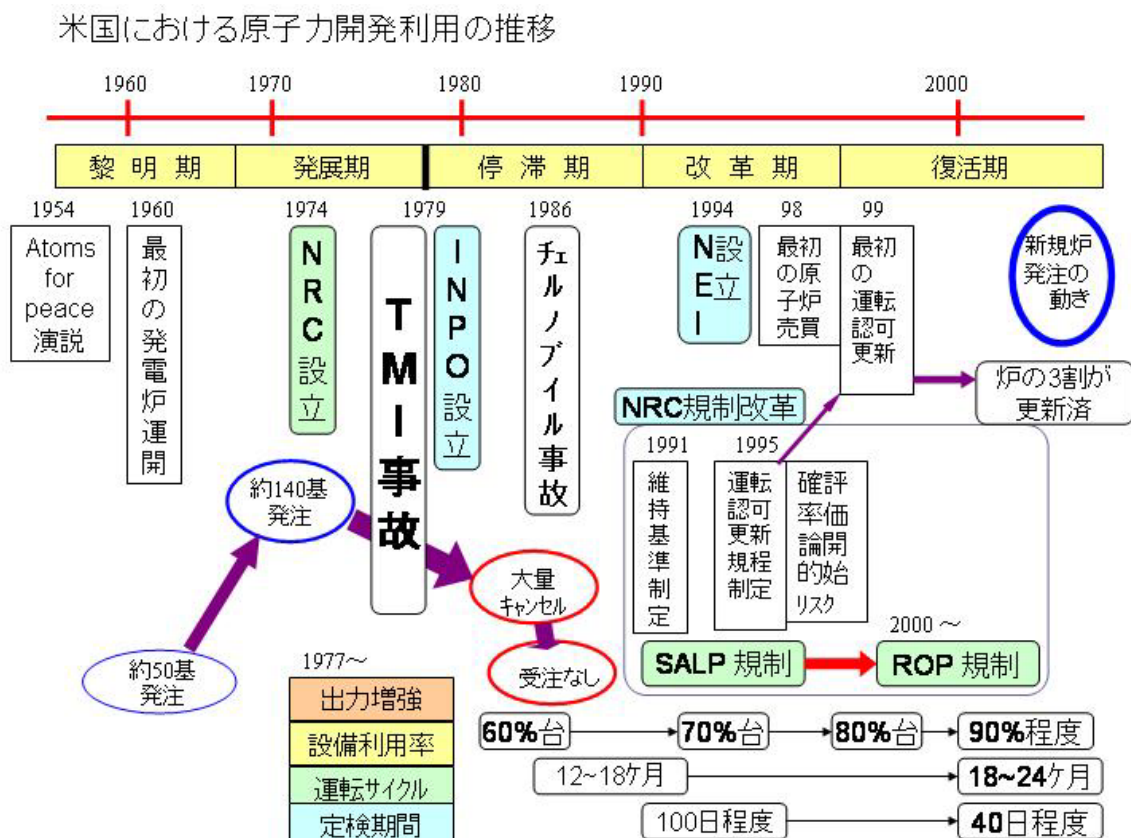 米国における原子力開発利用の推移
1960
1970
1980
1990
2000
黎明期
発展期
停滞期
改革期
復活期
1954
1960
1974
1979
1986
1994
98
99
Atoms
for
peace
演説
最初の発電炉運開
NRC設立
TMI事故
INPO設立
チェルノブイル事故
NEI
設立
最初の原子炉売買
最初の運転認可更新
新規炉
発注の
動き
炉の3割が
更新済
NRC規制改革
1991
1995
維持基準制定
運転認可更新規程制定
確率論的リスク
評価開始
約140基
発注
大量
キャンセル
約50基
発注
受注なし
2000 ~
SALP 規制
ROP 規制
1977~
出力増強
設備利用率
運転サイクル
定検期間
60%台
70%台
80%台
90%程度
12~18ケ月
18~24ケ月
100日程度
40日程度